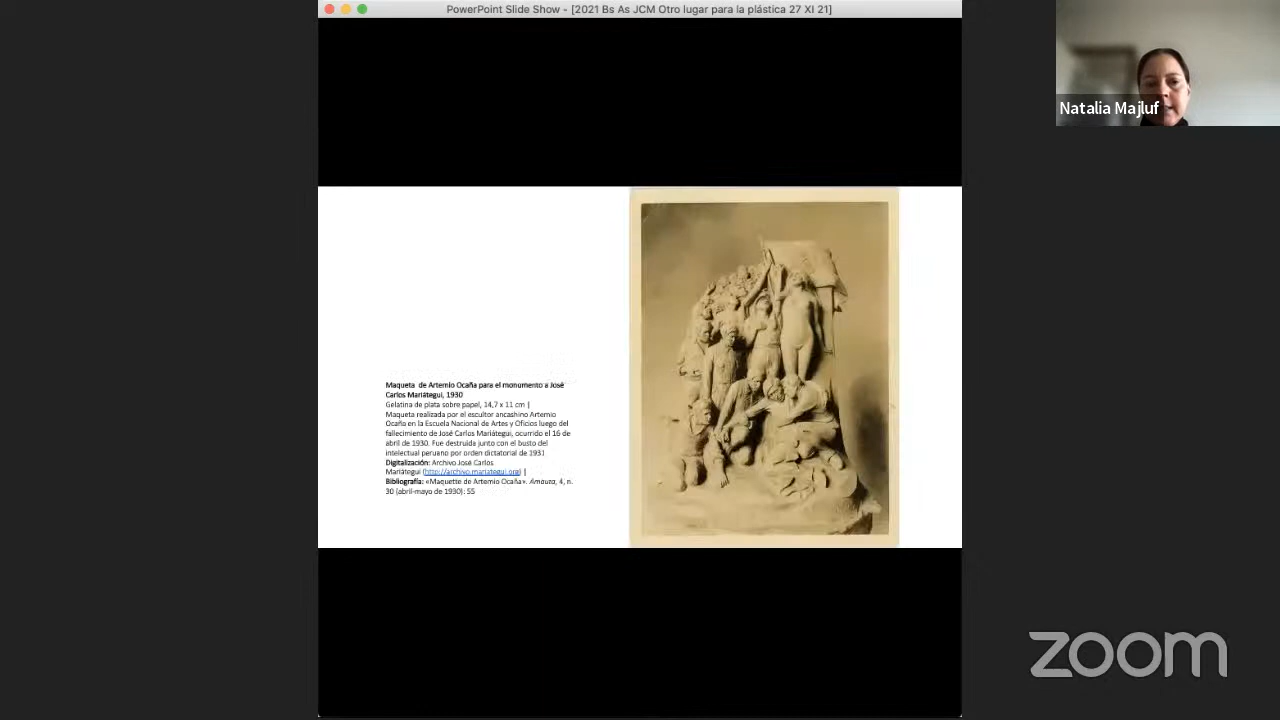 PowerPoint Slide Show - [2021 Bs As JCM Otro lugar para la plástica 27 XI 21]
Natalia Majluf
Maqueta de Artemio Ocaña para el monumento a José
Carlos Mariátegui, 1930
Gelatina de plata sobre papel, 14,7 x 11 cm |
Maqueta realizada por el escultor ancashino Artemio
Ocaña en la Escuela Nacional de Artes y Oficios luego del
fallecimiento de José Carlos Mariátegui, ocurrido el 16 de
abril de 1930. Fue destruida junto con el busto del
intelectual peruano por orden dictatorial de 1931
Digitalización: Archivo José Carlos
Mariátegui (http://archivo.mariategui.org) |
Bibliografía: «Maquette de Artemio Ocaña». Amauta, 4, n.
30 (abril-mayo de 1930): 55
zoom